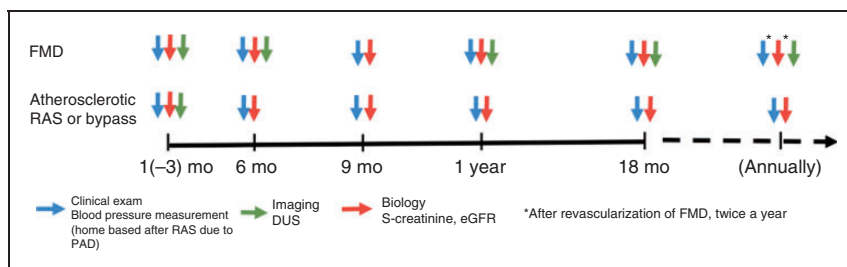 * *
FMD
Atherosclerotic
RAS or bypass
1(−3) mo 6 mo 9 mo 1 year 18 mo (Annually)
Clinical exam
Blood pressure measurement
(home based after RAS due to
PAD)
Imaging
DUS
Biology
S-creatinine, eGFR
*After revascularization of FMD, twice a year